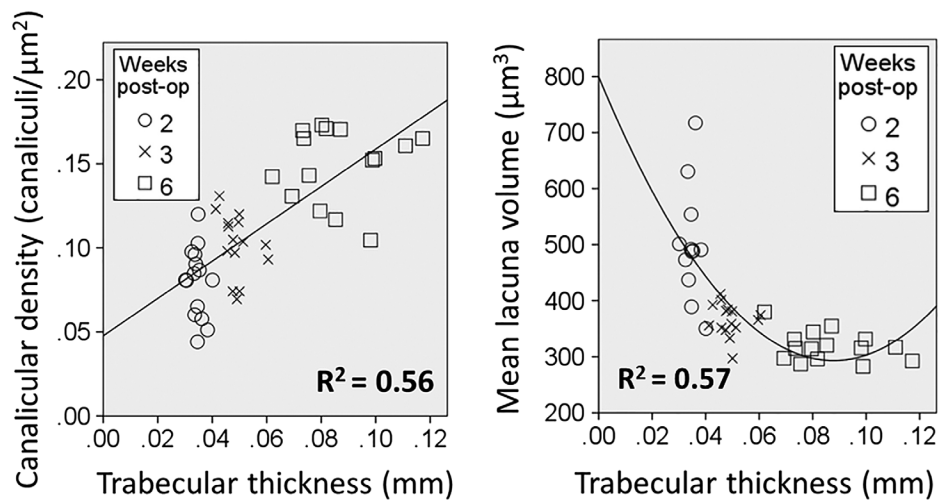 Canalicular density (canaliculi/µm²)
.20
.15
.10
.05
.00
Weeks
post-op
2
3
6
R² = 0.56
.00 .02 .04 .06 .08 .10 .12
Trabecular thickness (mm)
Mean lacuna volume (µm³)
800
700
600
500
400
300
200
Weeks
post-op
2
3
6
R² = 0.57
.00 .02 .04 .06 .08 .10 .12
Trabecular thickness (mm)